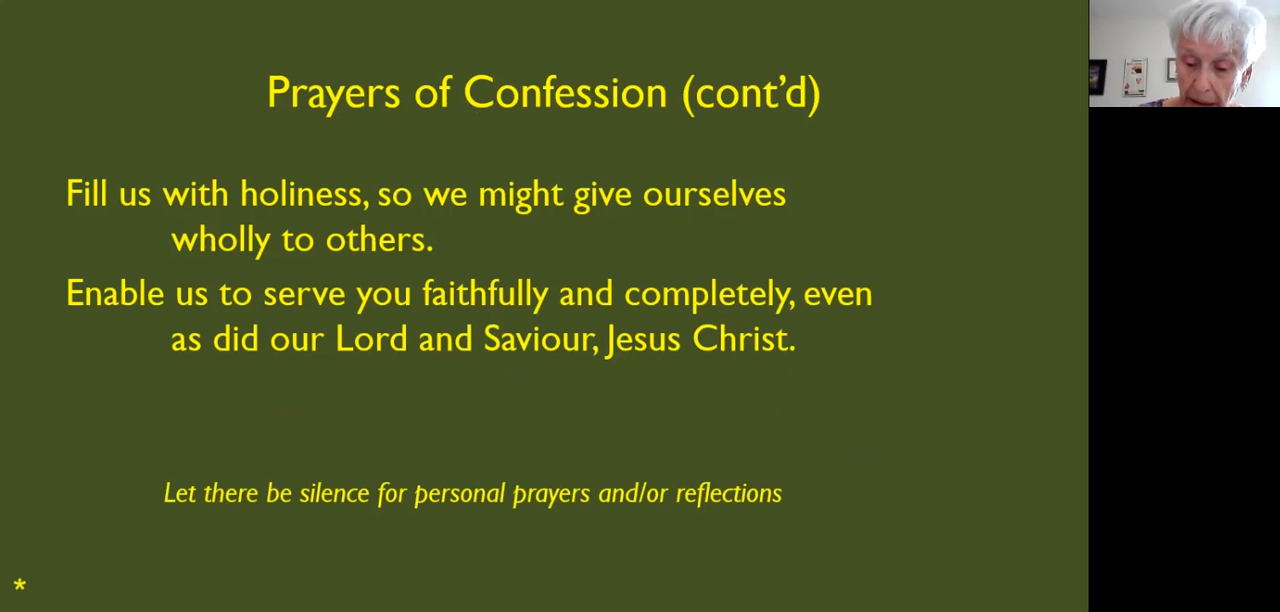 Prayers of Confession (cont'd)
Fill us with holiness, so we might give ourselves
wholly to others.
Enable us to serve you faithfully and completely, even
as did our Lord and Saviour, Jesus Christ.
Let there be silence for personal prayers and/or reflections
*